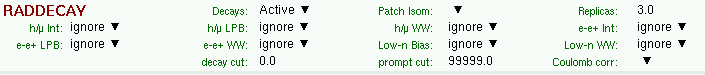 RADDECAY Decays: Active ▼ Patch Isom: ▼ Replicas: 3.0
h/μ Int: ignore ▼ h/μ LPB: ignore ▼ h/μ WW: ignore ▼ e-e+ Int: ignore ▼
e-e+ LPB: ignore ▼ e-e+ WW: ignore ▼ Low-n Bias: ignore ▼ Low-n WW: ignore ▼
decay cut: 0.0 prompt cut: 99999.0 Coulomb corr: ▼